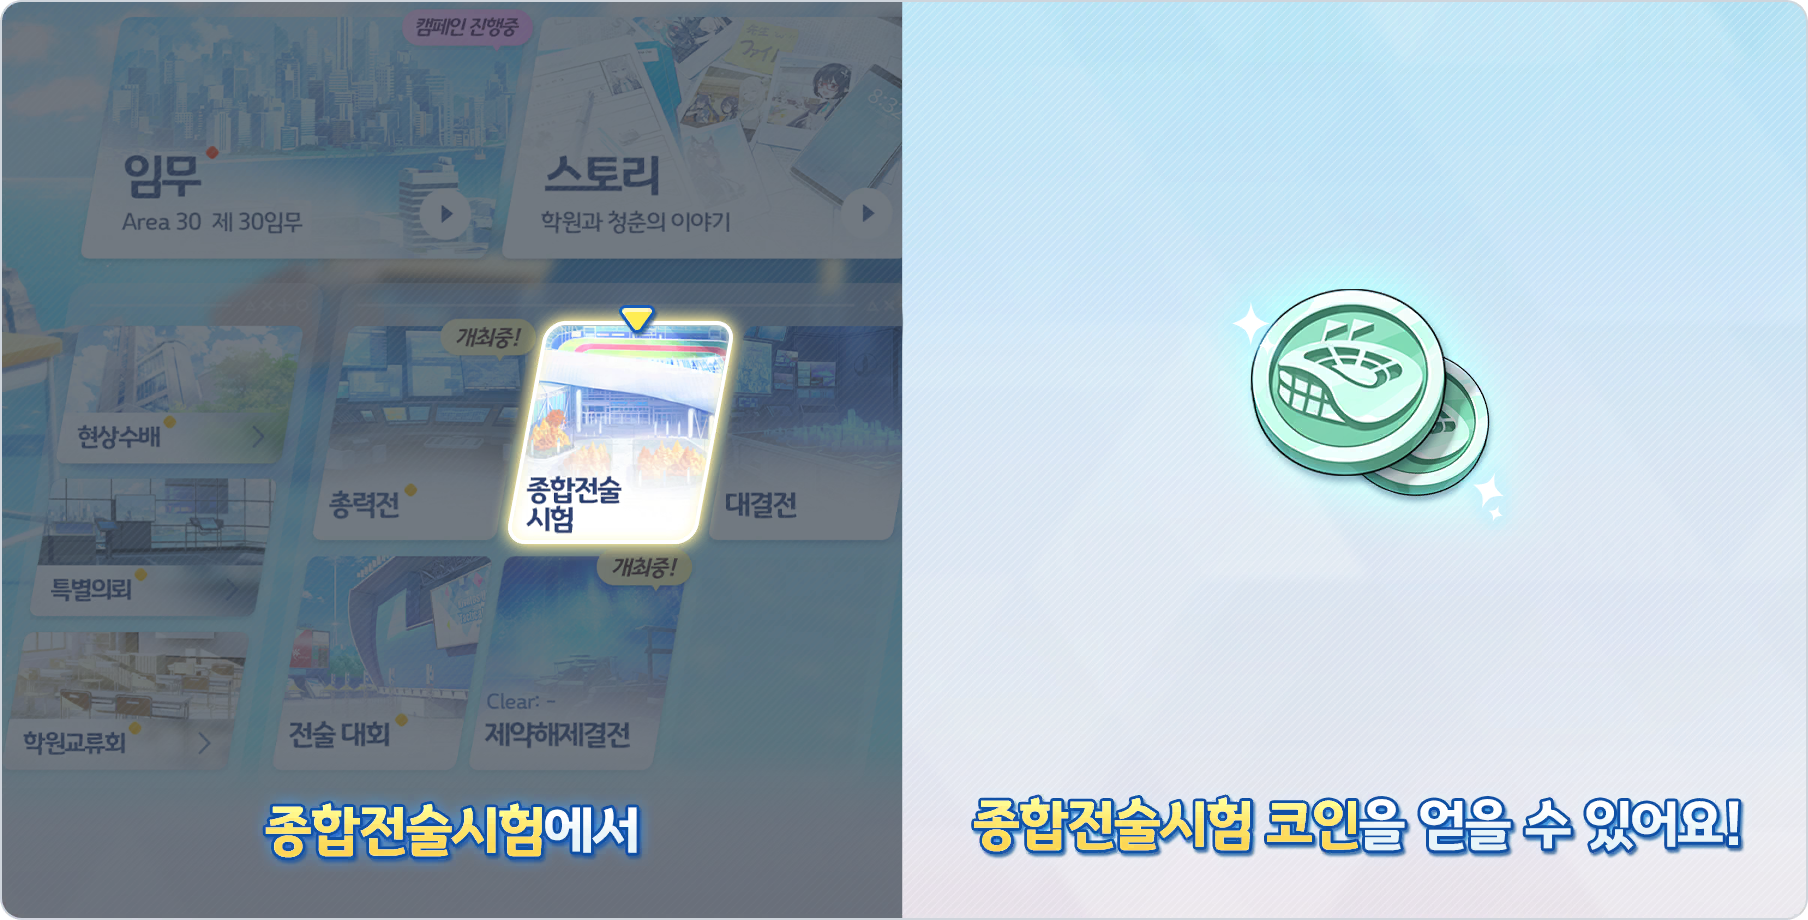 캠페인 진행중
임무
Area 30 제 30임무
스토리
학원과 청춘의 이야기
개최중!
현상수배
총력전
종합전술
시험
대결전
특별의뢰
개최중!
학원교류회
전술 대회
Clear: -
제약해제결전
종합전술시험에서
종합전술시험 코인을 얻을 수 있어요!